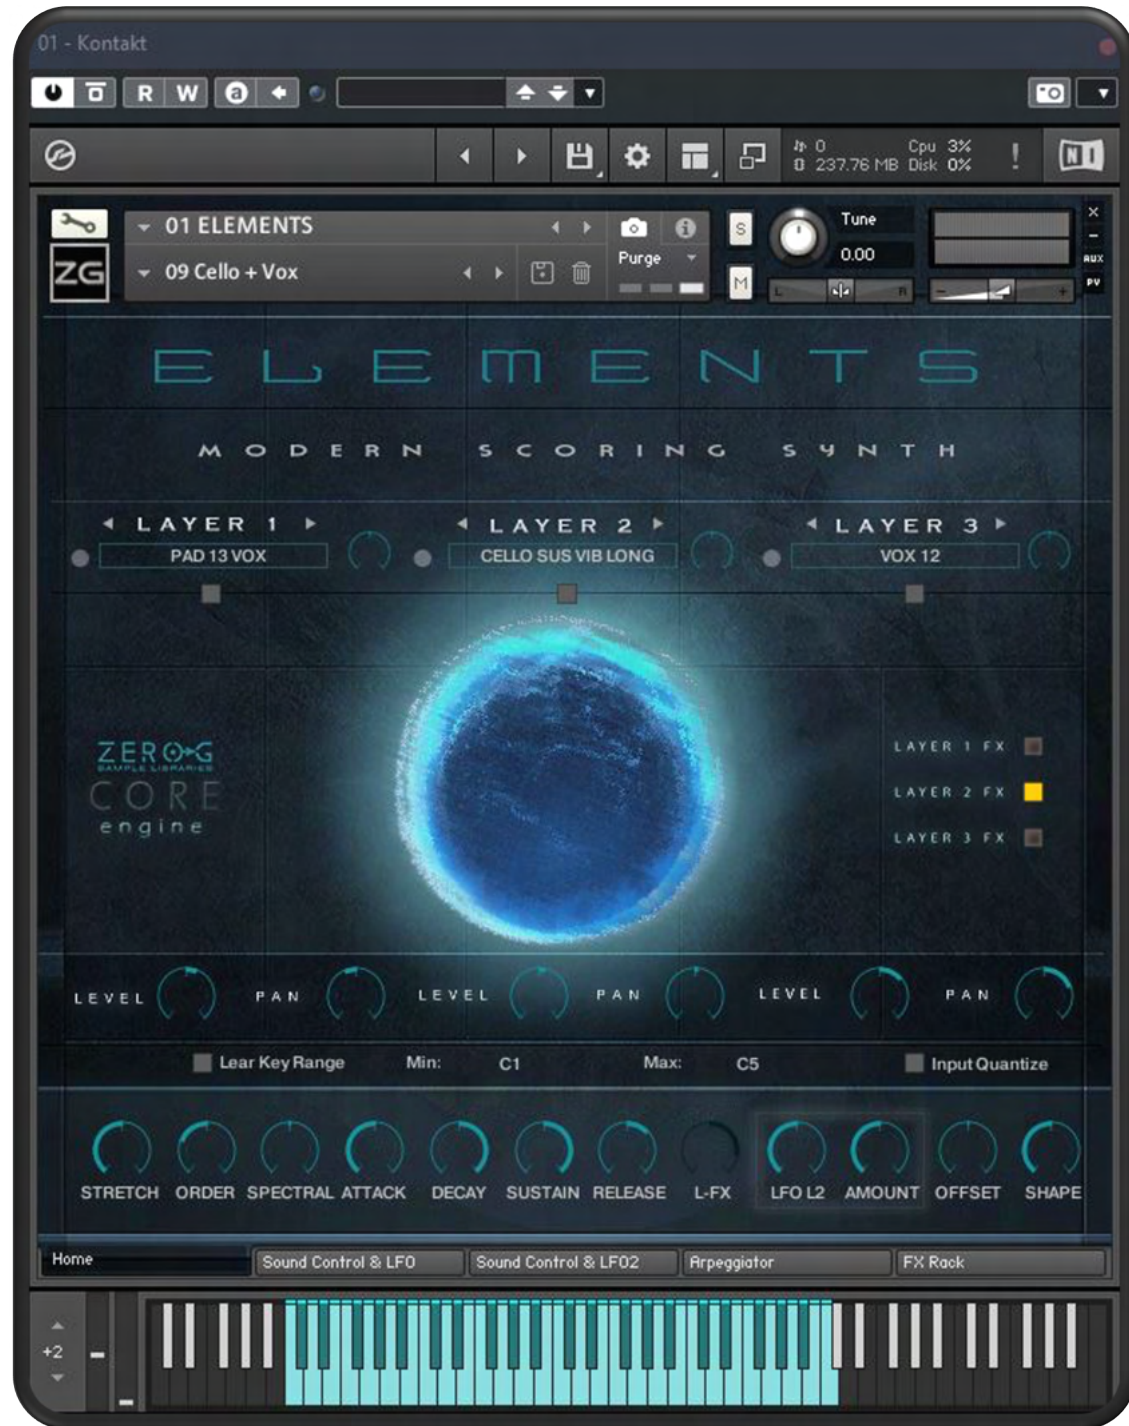 01 - Kontakt
R W a
0 Cpu 3%
0 237.76 MB Disk 0% ! NI
01 ELEMENTS i S Tune ×
ZG 09 Cello + Vox Purge M 0.00 AUX
L R - + PV
ELEMENTS
MODERN SCORING SYNTH
LAYER 1 LAYER 2 LAYER 3
PAD 13 VOX CELLO SUS VIB LONG VOX 12
ZERO-G
SAMPLE LIBRARIES
CORE
engine
LAYER 1 FX
LAYER 2 FX
LAYER 3 FX
LEVEL PAN LEVEL PAN LEVEL PAN
Lear Key Range Min: C1 Max: C5 Input Quantize
STRETCH ORDER SPECTRAL ATTACK DECAY SUSTAIN RELEASE L-FX LFO L2 AMOUNT OFFSET SHAPE
Home Sound Control & LFO Sound Control & LFO2 Arpeggiator FX Rack
+2